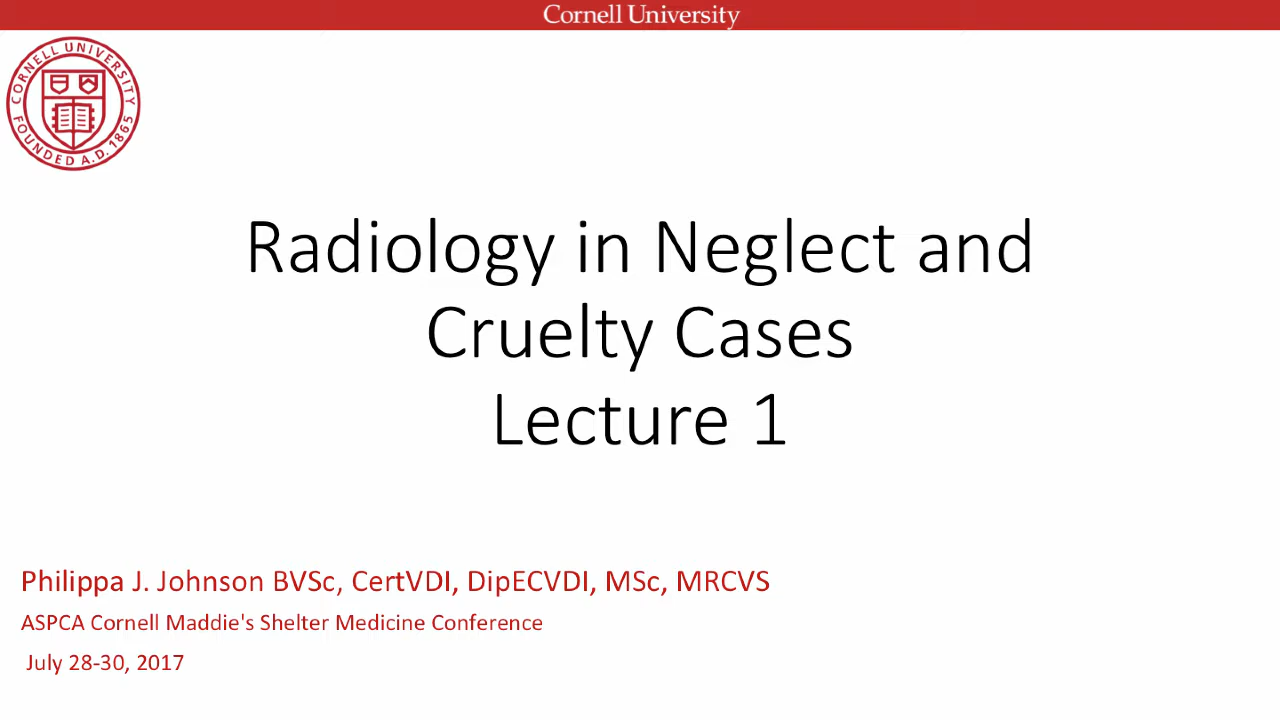 Cornell University
CORNELL UNIVERSITY
FOUNDED A.D. 1865
Radiology in Neglect and
Cruelty Cases
Lecture 1
Philippa J. Johnson BVSc, CertVDI, DipECVDI, MSc, MRCVS
ASPCA Cornell Maddie's Shelter Medicine Conference
July 28-30, 2017